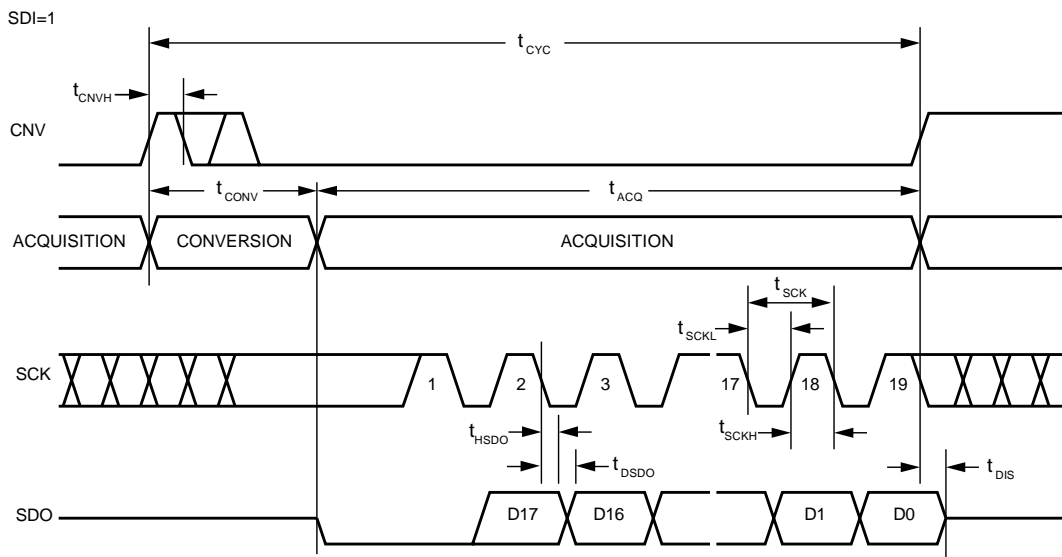 SDI=1
tCYC
tCNVH
CNV
tCONV
tACQ
ACQUISITION
CONVERSION
ACQUISITION
tSCK
tSCKL
SCK
1
2
3
17
18
19
tHSDO
tSCKH
tDSDO
tDIS
SDO
D17
D16
D1
D0